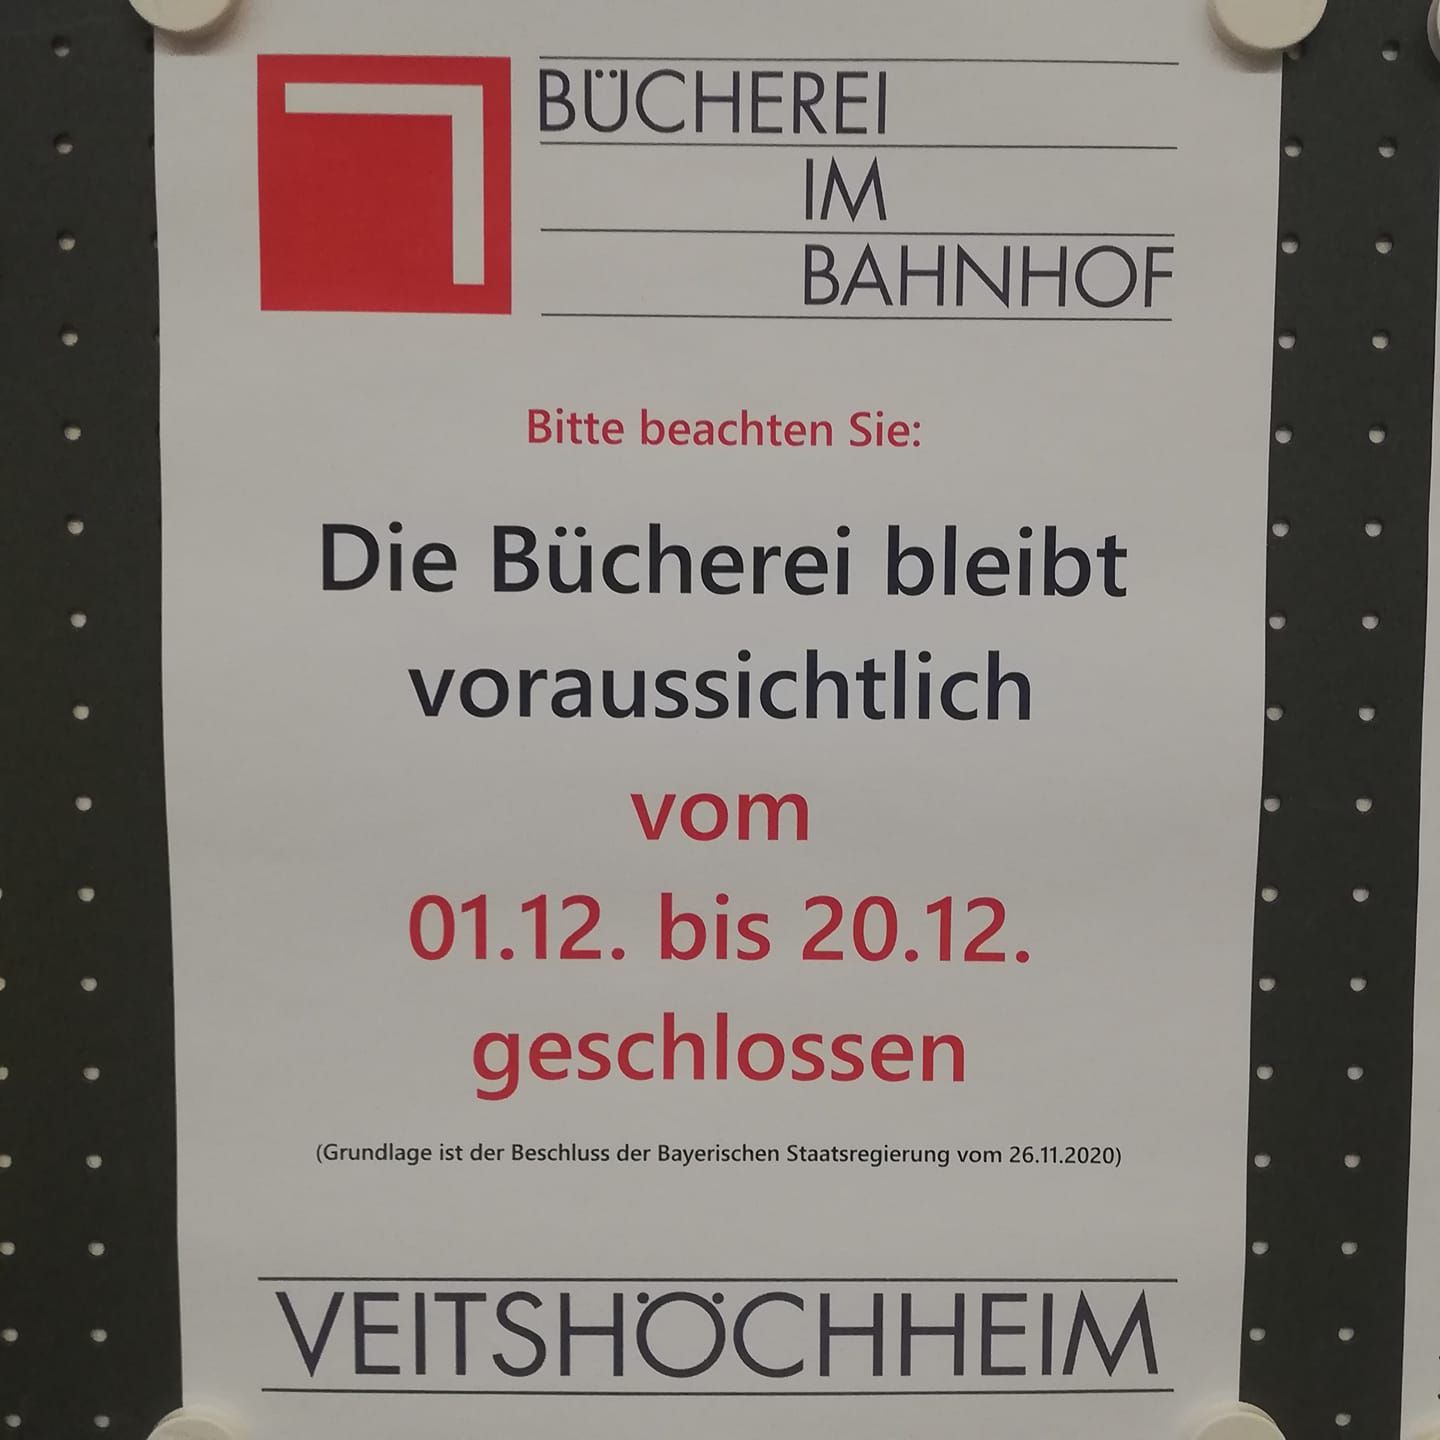 BÜCHEREI
IM
BAHNHOF
Bitte beachten Sie:
Die Bücherei bleibt
voraussichtlich
vom
01.12. bis 20.12.
geschlossen
(Grundlage ist der Beschluss der Bayerischen Staatsregierung vom 26.11.2020)
VEITSHÖCHHEIM